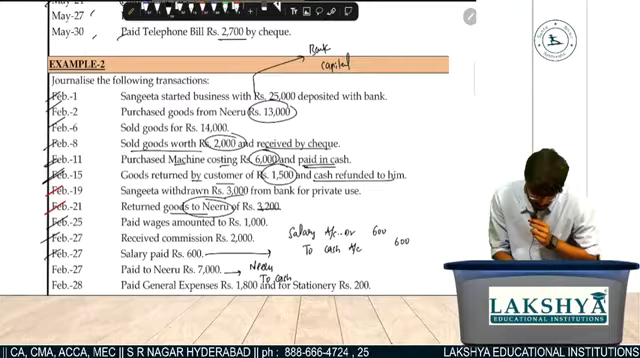 May-21
May-27
May-30 Paid Telephone Bill Rs. 2,700 by cheque.
Bank
capital
EXAMPLE-2
Journalise the following transactions:
Feb.-1 Sangeeta started business with Rs. 25,000 deposited with bank.
Feb.-2 Purchased goods from Neeru Rs. 13,000
Feb.-6 Sold goods for Rs. 14,000.
Feb.-8 Sold goods worth Rs. 2,000 and received by cheque.
Feb.-11 Purchased Machine costing Rs. 6,000 and paid in cash.
Feb.-15 Goods returned by customer of Rs. 1,500 and cash refunded to him.
Feb.-19 Sangeeta withdrawn Rs. 3,000 from bank for private use.
Feb.-21 Returned goods to Neeru of Rs. 3,200.
Feb.-25 Paid wages amounted to Rs. 1,000.
Feb.-27 Received commission Rs. 2,000.
Salary A/c..Dr 600
Feb.-27 Salary paid Rs. 600.
To cash A/c 600
Feb.-27 Paid to Neeru Rs. 7,000. Neeru
To cash
Feb.-28 Paid General Expenses Rs. 1,800 and for Stationery Rs. 200.
LAKSHYA
EDUCATIONAL INSTITUTIONS
|| CA, CMA, ACCA, MEC || S R NAGAR HYDERABAD || ph : 888-666-4724, 25 LAKSHYA EDUCATIONAL INSTITUTIONS